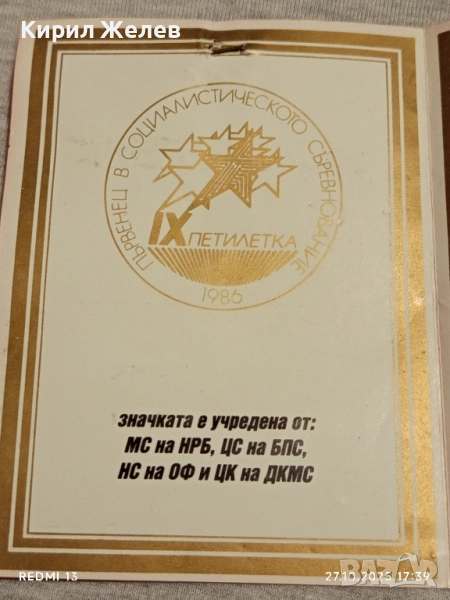 Кирил Желев
ПЪРВЕНЕЦ В СОЦИАЛИСТИЧЕСКОТО СЪРЕВНОВАНИЕ
IX ПЕТИЛЕТКА
1986
значката е учредена от:
МС на НРБ, ЦС на БПС,
НС на ОФ и ЦК на ДКМС
REDMI 13
27.10.2025 17:39
BAZAR